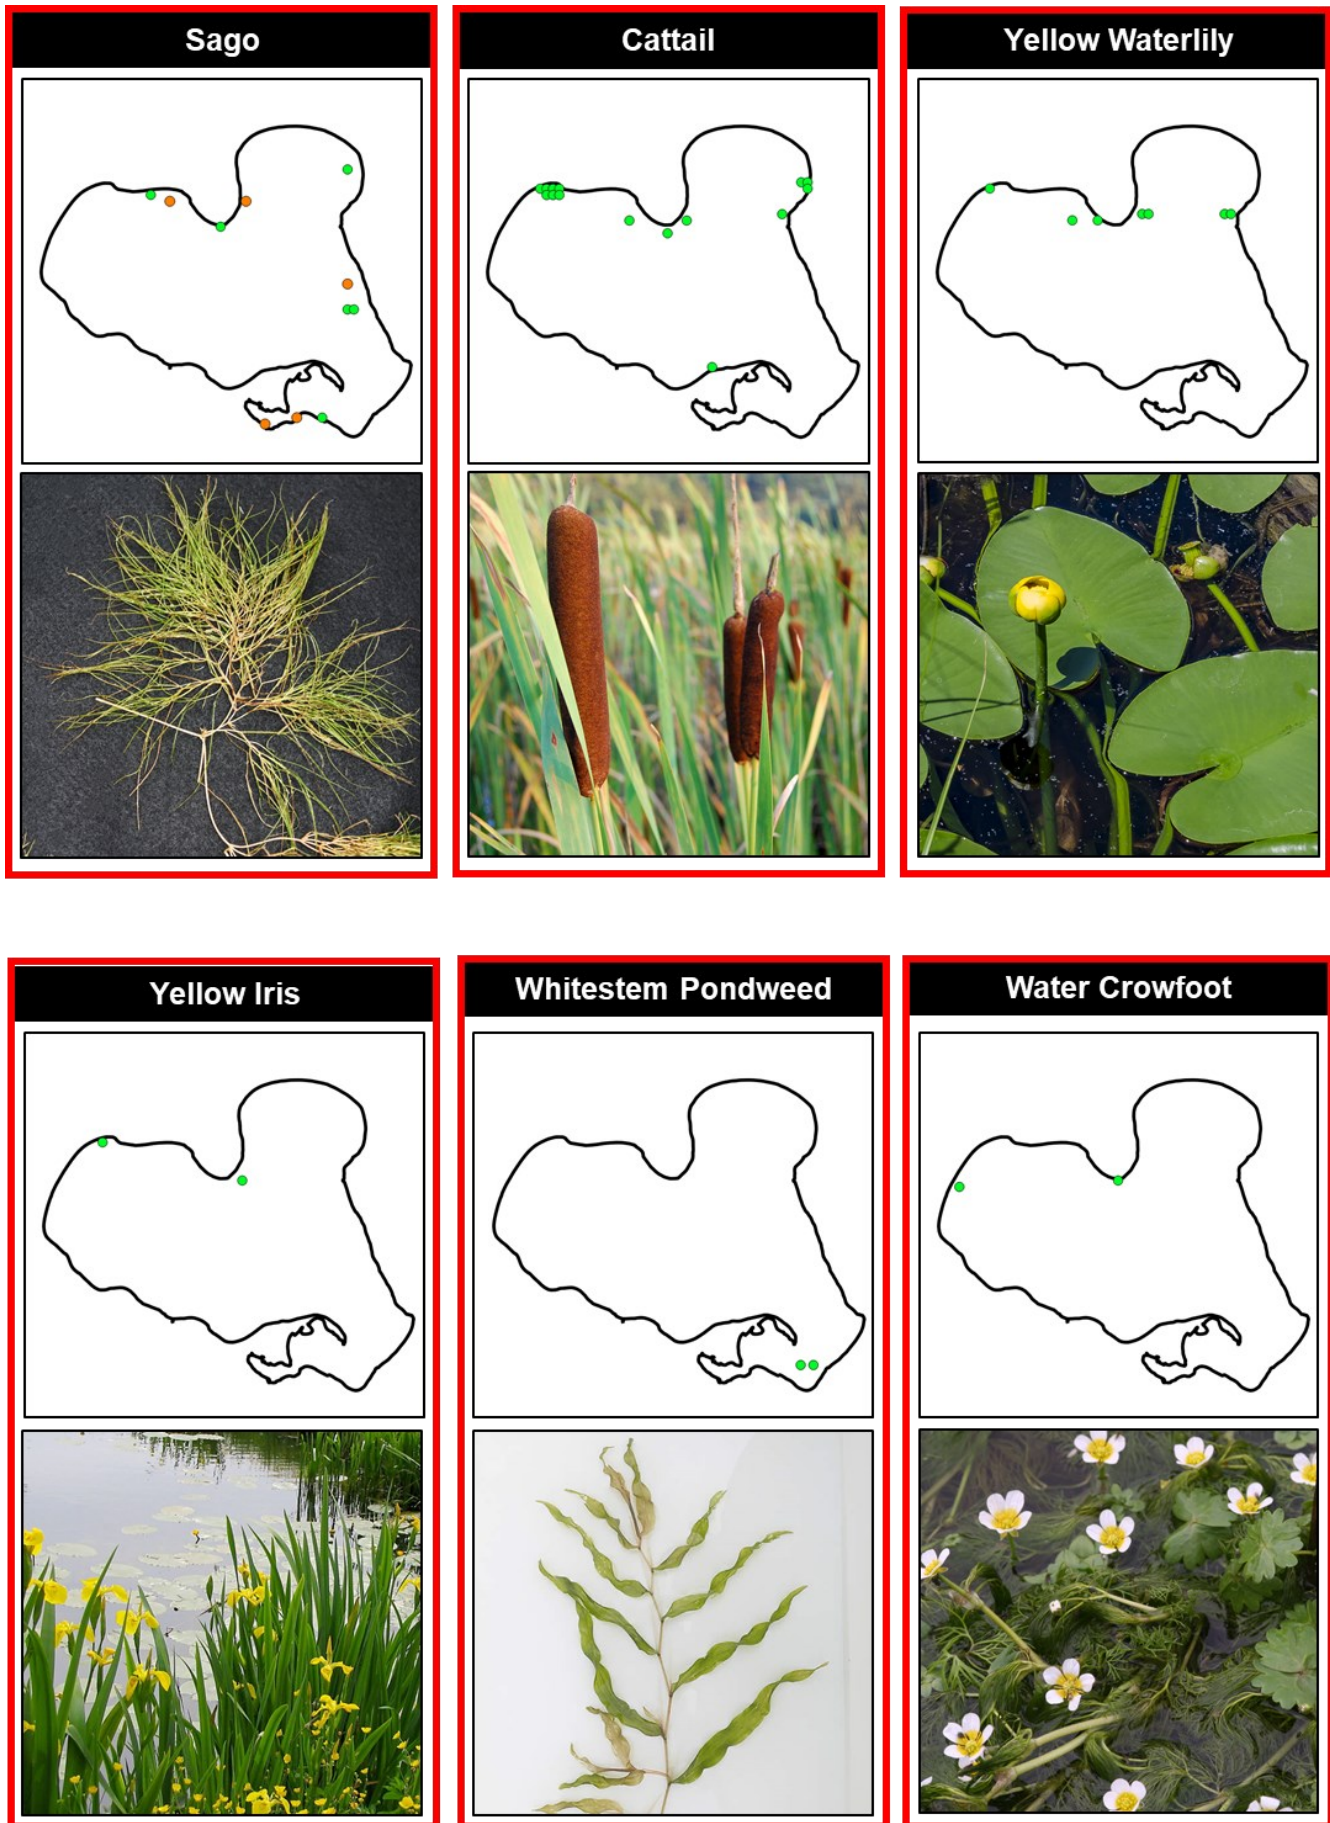 Sago
Cattail
Yellow Waterlily
Yellow Iris
Whitestem Pondweed
Water Crowfoot